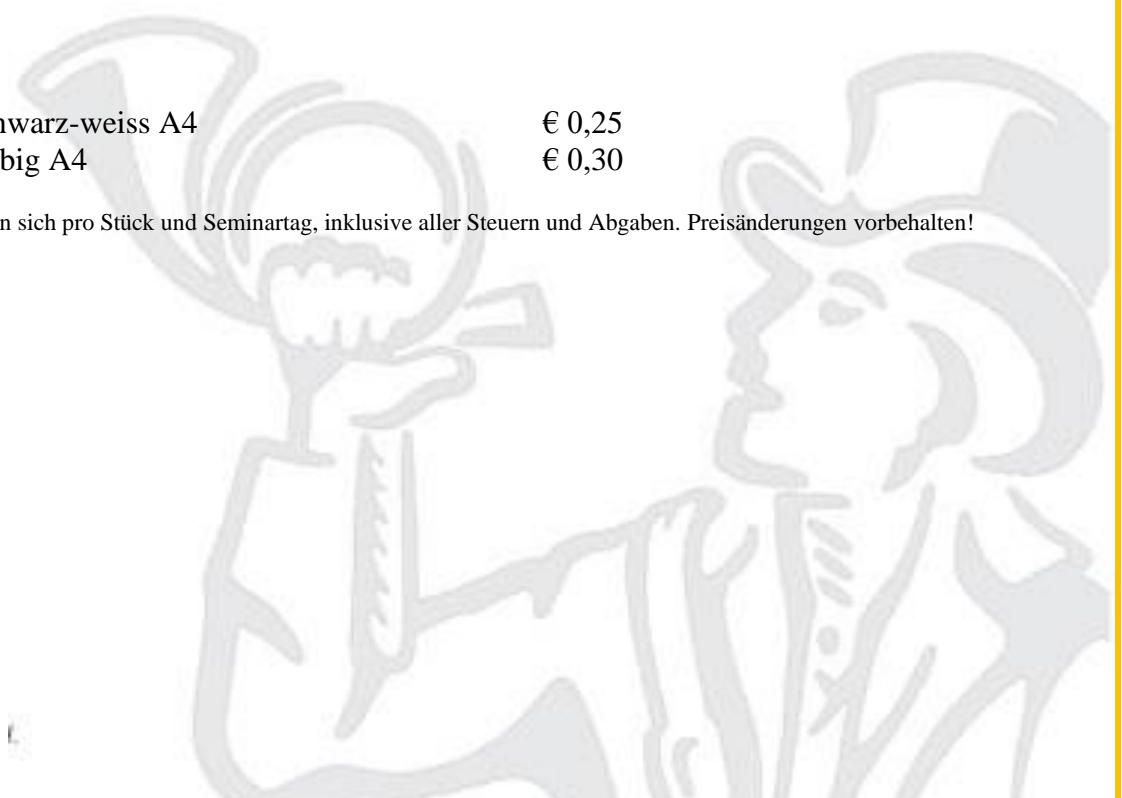 hwarz-weiss A4 € 0,25
big A4 € 0,30
n sich pro Stück und Seminartag, inklusive aller Steuern und Abgaben. Preisänderungen vorbehalten!